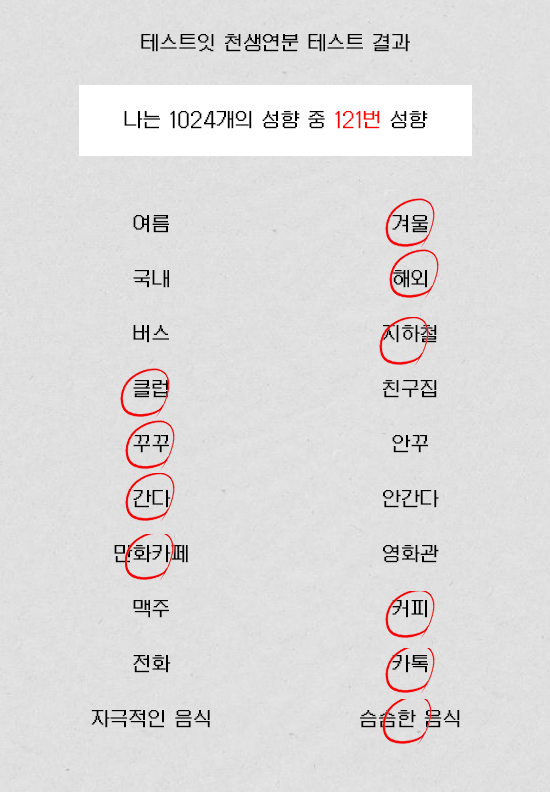 테스트잇 천생연분 테스트 결과
나는 1024개의 성향 중 121번 성향
여름 겨울
국내 해외
버스 지하철
클럽 친구집
꾸꾸 안꾸
간다 안간다
만화카페 영화관
맥주 커피
전화 카톡
자극적인 음식 슴슴한 음식